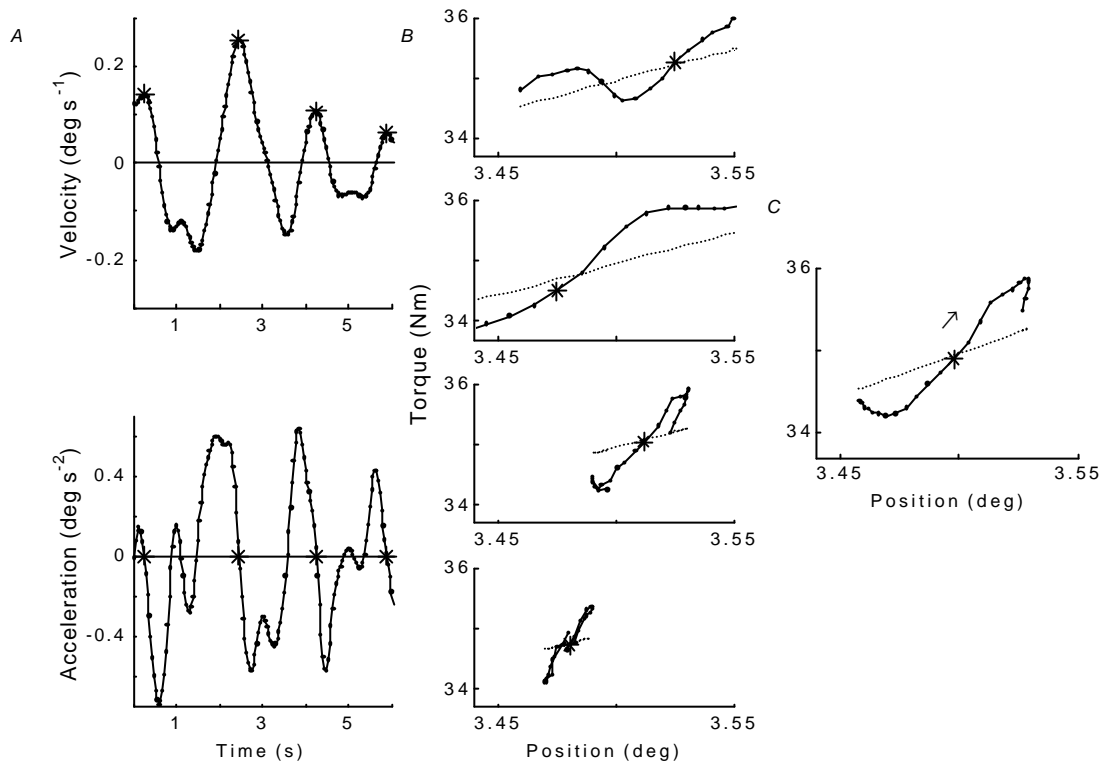 A
Velocity (deg s-1)
0.2
0
-0.2
1 3 5
Acceleration (deg s-2)
0.4
0
-0.4
1 3 5
Time (s)
B
Torque (Nm)
36
34
3.45 3.55
36
34
3.45 3.55
36
34
3.45 3.55
36
34
3.45 3.55
Position (deg)
C
36
34
3.45 3.55
Position (deg)